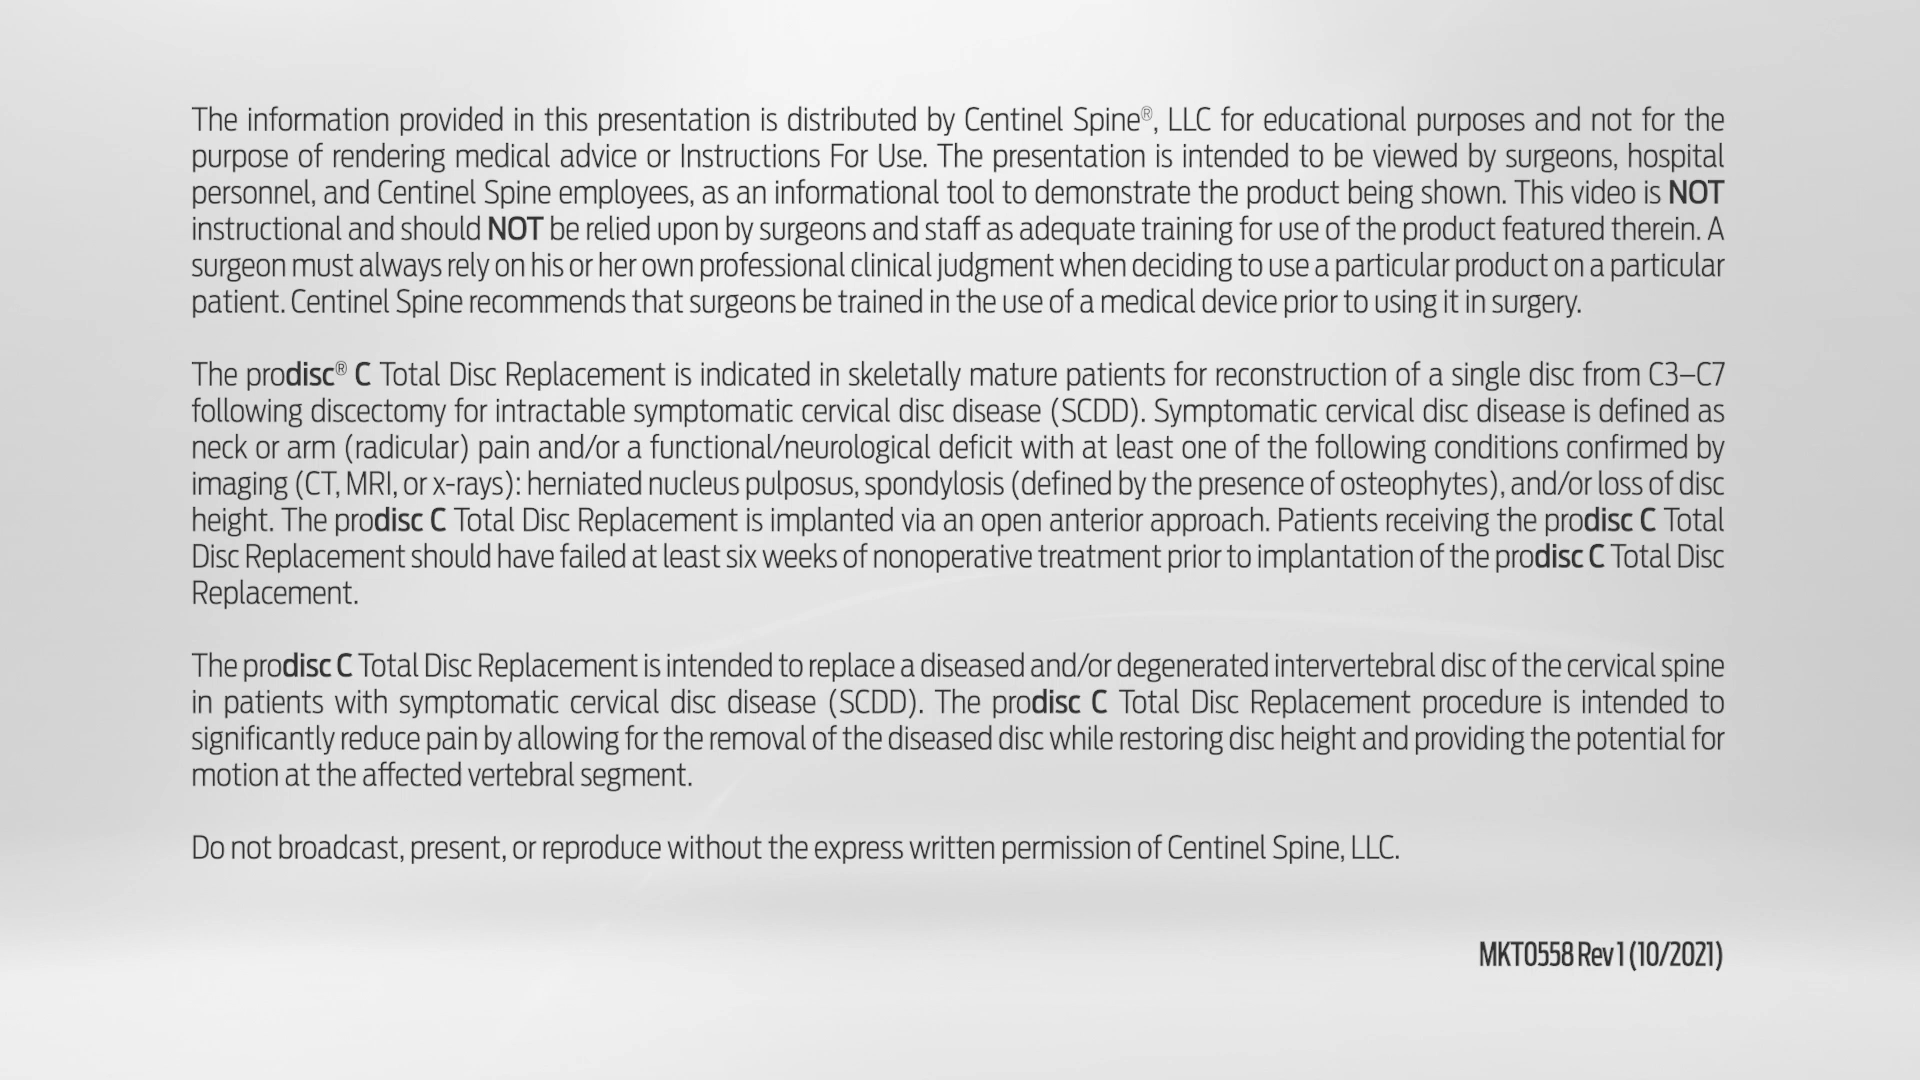 The information provided in this presentation is distributed by Centinel Spine®, LLC for educational purposes and not for the
purpose of rendering medical advice or Instructions For Use. The presentation is intended to be viewed by surgeons, hospital
personnel, and Centinel Spine employees, as an informational tool to demonstrate the product being shown. This video is NOT
instructional and should NOT be relied upon by surgeons and staff as adequate training for use of the product featured therein. A
surgeon must always rely on his or her own professional clinical judgment when deciding to use a particular product on a particular
patient. Centinel Spine recommends that surgeons be trained in the use of a medical device prior to using it in surgery.
The prodisc® C Total Disc Replacement is indicated in skeletally mature patients for reconstruction of a single disc from C3–C7
following discectomy for intractable symptomatic cervical disc disease (SCDD). Symptomatic cervical disc disease is defined as
neck or arm (radicular) pain and/or a functional/neurological deficit with at least one of the following conditions confirmed by
imaging (CT, MRI, or x-rays): herniated nucleus pulposus, spondylosis (defined by the presence of osteophytes), and/or loss of disc
height. The prodisc C Total Disc Replacement is implanted via an open anterior approach. Patients receiving the prodisc C Total
Disc Replacement should have failed at least six weeks of nonoperative treatment prior to implantation of the prodisc C Total Disc
Replacement.
The prodisc C Total Disc Replacement is intended to replace a diseased and/or degenerated intervertebral disc of the cervical spine
in patients with symptomatic cervical disc disease (SCDD). The prodisc C Total Disc Replacement procedure is intended to
significantly reduce pain by allowing for the removal of the diseased disc while restoring disc height and providing the potential for
motion at the affected vertebral segment.
Do not broadcast, present, or reproduce without the express written permission of Centinel Spine, LLC.
MKT0558 Rev 1 (10/2021)